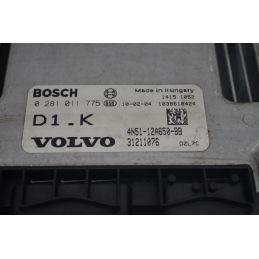 BOSCH
Made in Hungary
1415 1052
0 281 011 775
10-02-04 1039S18424
D1.K
4N51-12A650-BB
VOLVO
31211076